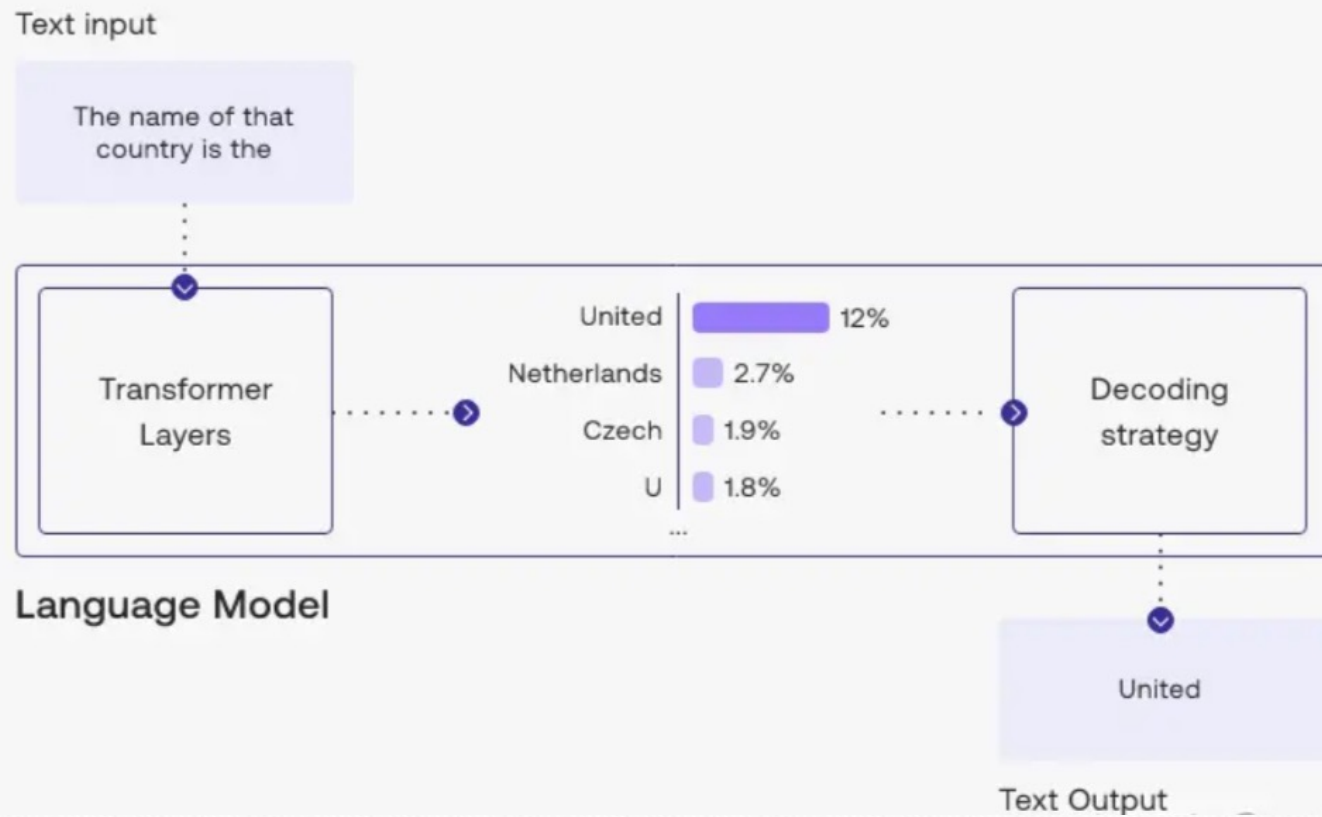 Text input
The name of that
country is the
Transformer
Layers
United 12%
Netherlands 2.7%
Czech 1.9%
U 1.8%
...
Decoding
strategy
Language Model
United
Text Output